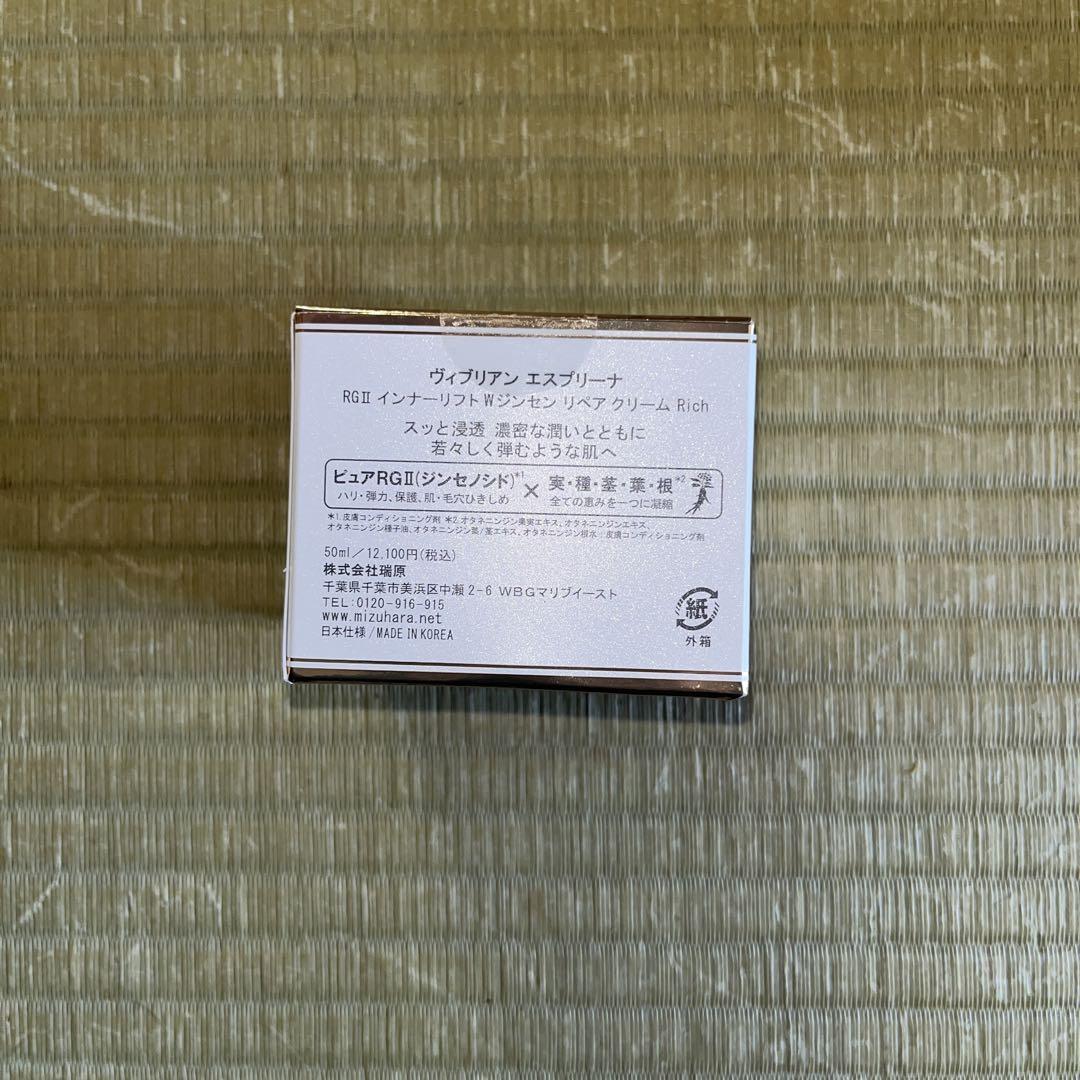 ヴィブリアン エスプリーナ
RGⅡ インナーリフト Wジンセン リペア クリーム Rich
スッと浸透 濃密な潤いとともに
若々しく弾むような肌へ
ピュアRGⅡ(ジンセノシド)*1 × 実・種・茎・葉・根*2
ハリ・弾力、保護、肌・毛穴ひきしめ 全ての恵みを一つに凝縮
*1.皮膚コンディショニング剤 *2.オタネニンジン果実エキス、オタネニンジンエキス、
オタネニンジン種子油、オタネニンジン葉/茎エキス、オタネニンジン根水：皮膚コンディショニング剤
50ml／12,100円(税込)
株式会社瑞原
千葉県千葉市美浜区中瀬2-6 WBGマリブイースト
TEL:0120-916-915
www.mizuhara.net
日本仕様/MADE IN KOREA
紙
外箱